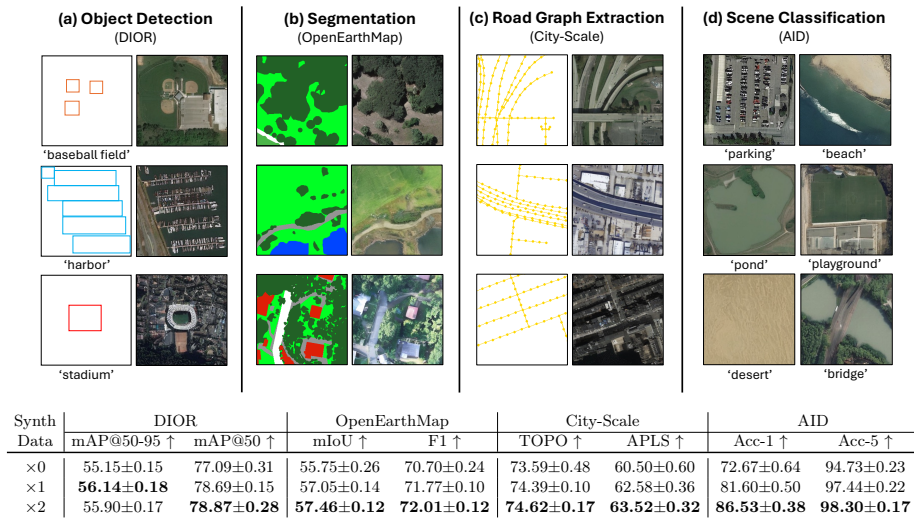 (a) Object Detection (b) Segmentation (c) Road Graph Extraction (d) Scene Classification
(DIOR) (OpenEarthMap) (City-Scale) (AID)
'baseball field' 'parking' 'beach'
'harbor' 'pond' 'playground'
'stadium' 'desert' 'bridge'
Synth DIOR OpenEarthMap City-Scale AID
Data mAP@50-95 ↑ mAP@50 ↑ mIoU ↑ F1 ↑ TOPO ↑ APLS ↑ Acc-1 ↑ Acc-5 ↑
×0 55.15±0.15 77.09±0.31 55.75±0.26 70.70±0.24 73.59±0.48 60.50±0.60 72.67±0.64 94.73±0.23
×1 56.14±0.18 78.69±0.15 57.05±0.14 71.77±0.10 74.39±0.10 62.58±0.36 81.60±0.50 97.44±0.22
×2 55.90±0.17 78.87±0.28 57.46±0.12 72.01±0.12 74.62±0.17 63.52±0.32 86.53±0.38 98.30±0.17